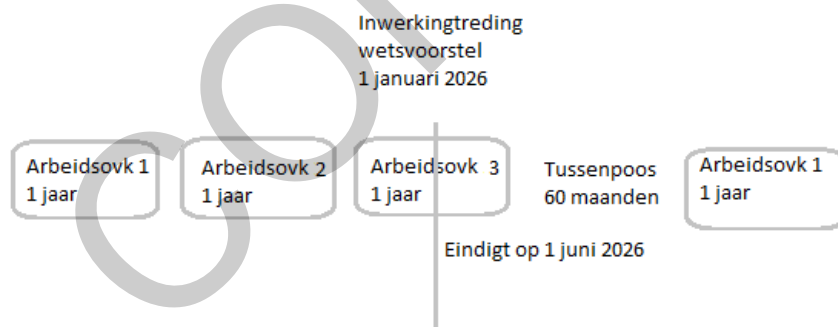 Inwerkingtreding
wetsvoorstel
1 januari 2026
Arbeidsovk 1
1 jaar
Arbeidsovk 2
1 jaar
Arbeidsovk 3
1 jaar
Tussenpoos
60 maanden
Arbeidsovk 1
1 jaar
Eindigt op 1 juni 2026